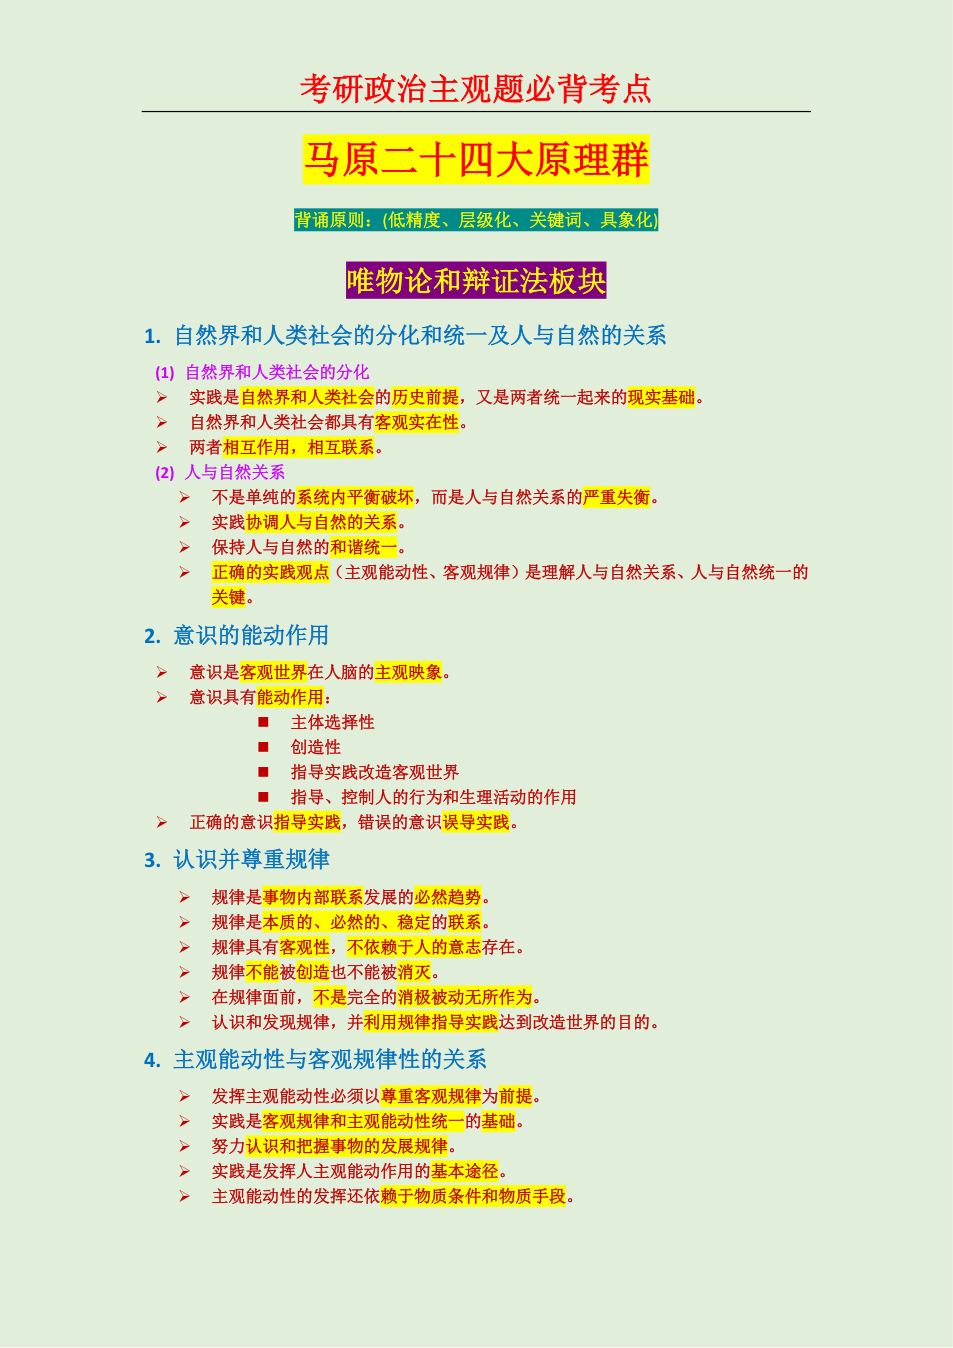 考研政治主观题必背考点
马原二十四大原理群
背诵原则：(低精度、层级化、关键词、具象化)
唯物论和辩证法板块
1. 自然界和人类社会的分化和统一及人与自然的关系
(1) 自然界和人类社会的分化
➢ 实践是自然界和人类社会的历史前提，又是两者统一起来的现实基础。
➢ 自然界和人类社会都具有客观实在性。
➢ 两者相互作用，相互联系。
(2) 人与自然关系
➢ 不是单纯的系统内平衡破坏，而是人与自然关系的严重失衡。
➢ 实践协调人与自然的关系。
➢ 保持人与自然的和谐统一。
➢ 正确的实践观点（主观能动性、客观规律）是理解人与自然关系、人与自然统一的
关键。
2. 意识的能动作用
➢ 意识是客观世界在人脑的主观映象。
➢ 意识具有能动作用：
■ 主体选择性
■ 创造性
■ 指导实践改造客观世界
■ 指导、控制人的行为和生理活动的作用
➢ 正确的意识指导实践，错误的意识误导实践。
3. 认识并尊重规律
➢ 规律是事物内部联系发展的必然趋势。
➢ 规律是本质的、必然的、稳定的联系。
➢ 规律具有客观性，不依赖于人的意志存在。
➢ 规律不能被创造也不能被消灭。
➢ 在规律面前，不是完全的消极被动无所作为。
➢ 认识和发现规律，并利用规律指导实践达到改造世界的目的。
4. 主观能动性与客观规律性的关系
➢ 发挥主观能动性必须以尊重客观规律为前提。
➢ 实践是客观规律和主观能动性统一的基础。
➢ 努力认识和把握事物的发展规律。
➢ 实践是发挥人主观能动作用的基本途径。
➢ 主观能动性的发挥还依赖于物质条件和物质手段。